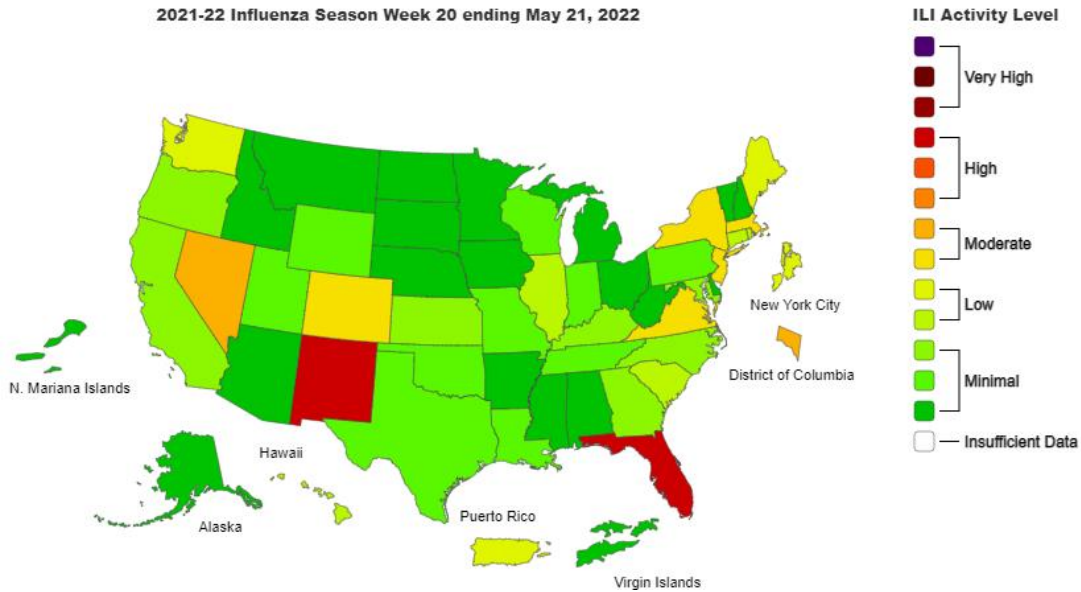 2021-22 Influenza Season Week 20 ending May 21, 2022
ILI Activity Level
Very High
High
Moderate
Low
Minimal
Insufficient Data
New York City
District of Columbia
N. Mariana Islands
Hawaii
Alaska
Puerto Rico
Virgin Islands